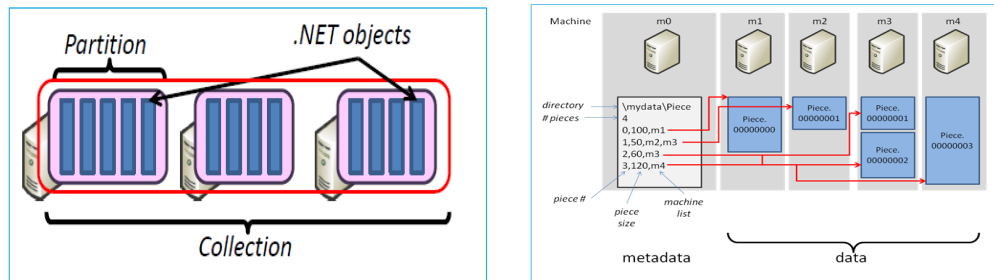 Partition
.NET objects
Collection
Machine
m0
m1
m2
m3
m4
directory
# pieces
\mydata\Piece
4
0,100,m1
1,50,m2,m3
2,60,m3
3,120,m4
Piece.
00000000
Piece.
00000001
Piece.
00000001
Piece.
00000002
Piece.
00000003
piece #
piece
size
machine
list
metadata
data